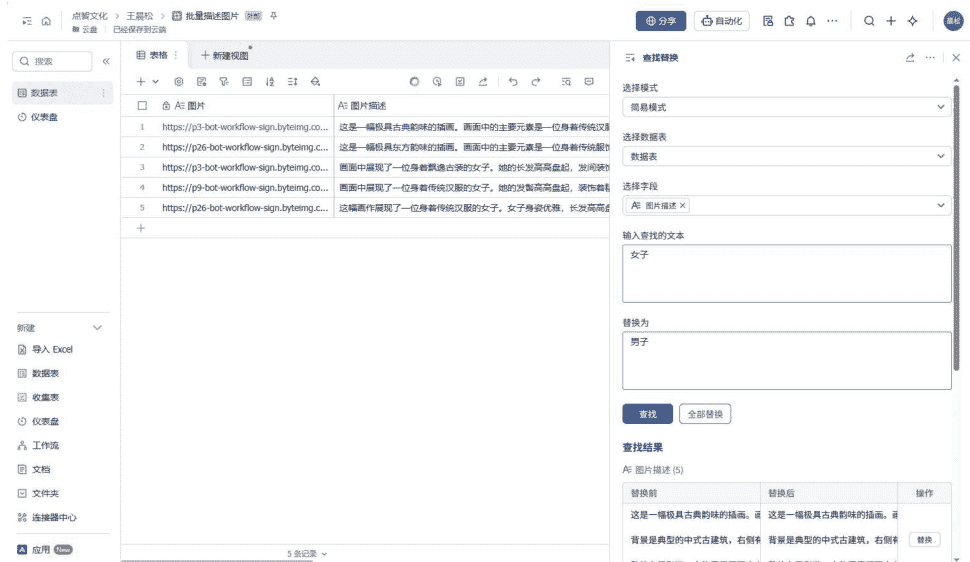 点智文化 > 王晨松 > 批量描述图片 外部
云盘 已经保存到云端
分享
自动化
晨松
搜索
数据表
仪表盘
新建
导入 Excel
数据表
收集表
仪表盘
工作流
文档
文件夹
连接器中心
应用 New
表格
新建视图
图片 图片描述
1 https://p3-bot-workflow-sign.byteimg.co... 这是一幅极具古典韵味的插画。画面中的主要元素是一位身着传统汉服
2 https://p26-bot-workflow-sign.byteimg.c... 这是一幅极具东方韵味的插画。画面中的主要元素是一位身着传统服饰
3 https://p3-bot-workflow-sign.byteimg.co... 画面中展现了一位身着飘逸古装的女子。她的长发高高盘起，发间装饰
4 https://p9-bot-workflow-sign.byteimg.co... 画面中展现了一位身着传统汉服的女子。她的发髻高高盘起，装饰着精
5 https://p26-bot-workflow-sign.byteimg.c... 这幅画作展现了一位身着传统汉服的女子。女子身姿优雅，长发高高盘
5 条记录
查找替换
选择模式
简易模式
选择数据表
数据表
选择字段
图片描述
输入查找的文本
女子
替换为
男子
查找 全部替换
查找结果
图片描述 (5)
替换前 替换后 操作
这是一幅极具古典韵味的插画。画 这是一幅极具古典韵味的插画。画
背景是典型的中式古建筑，右侧有 背景是典型的中式古建筑，右侧有 替换